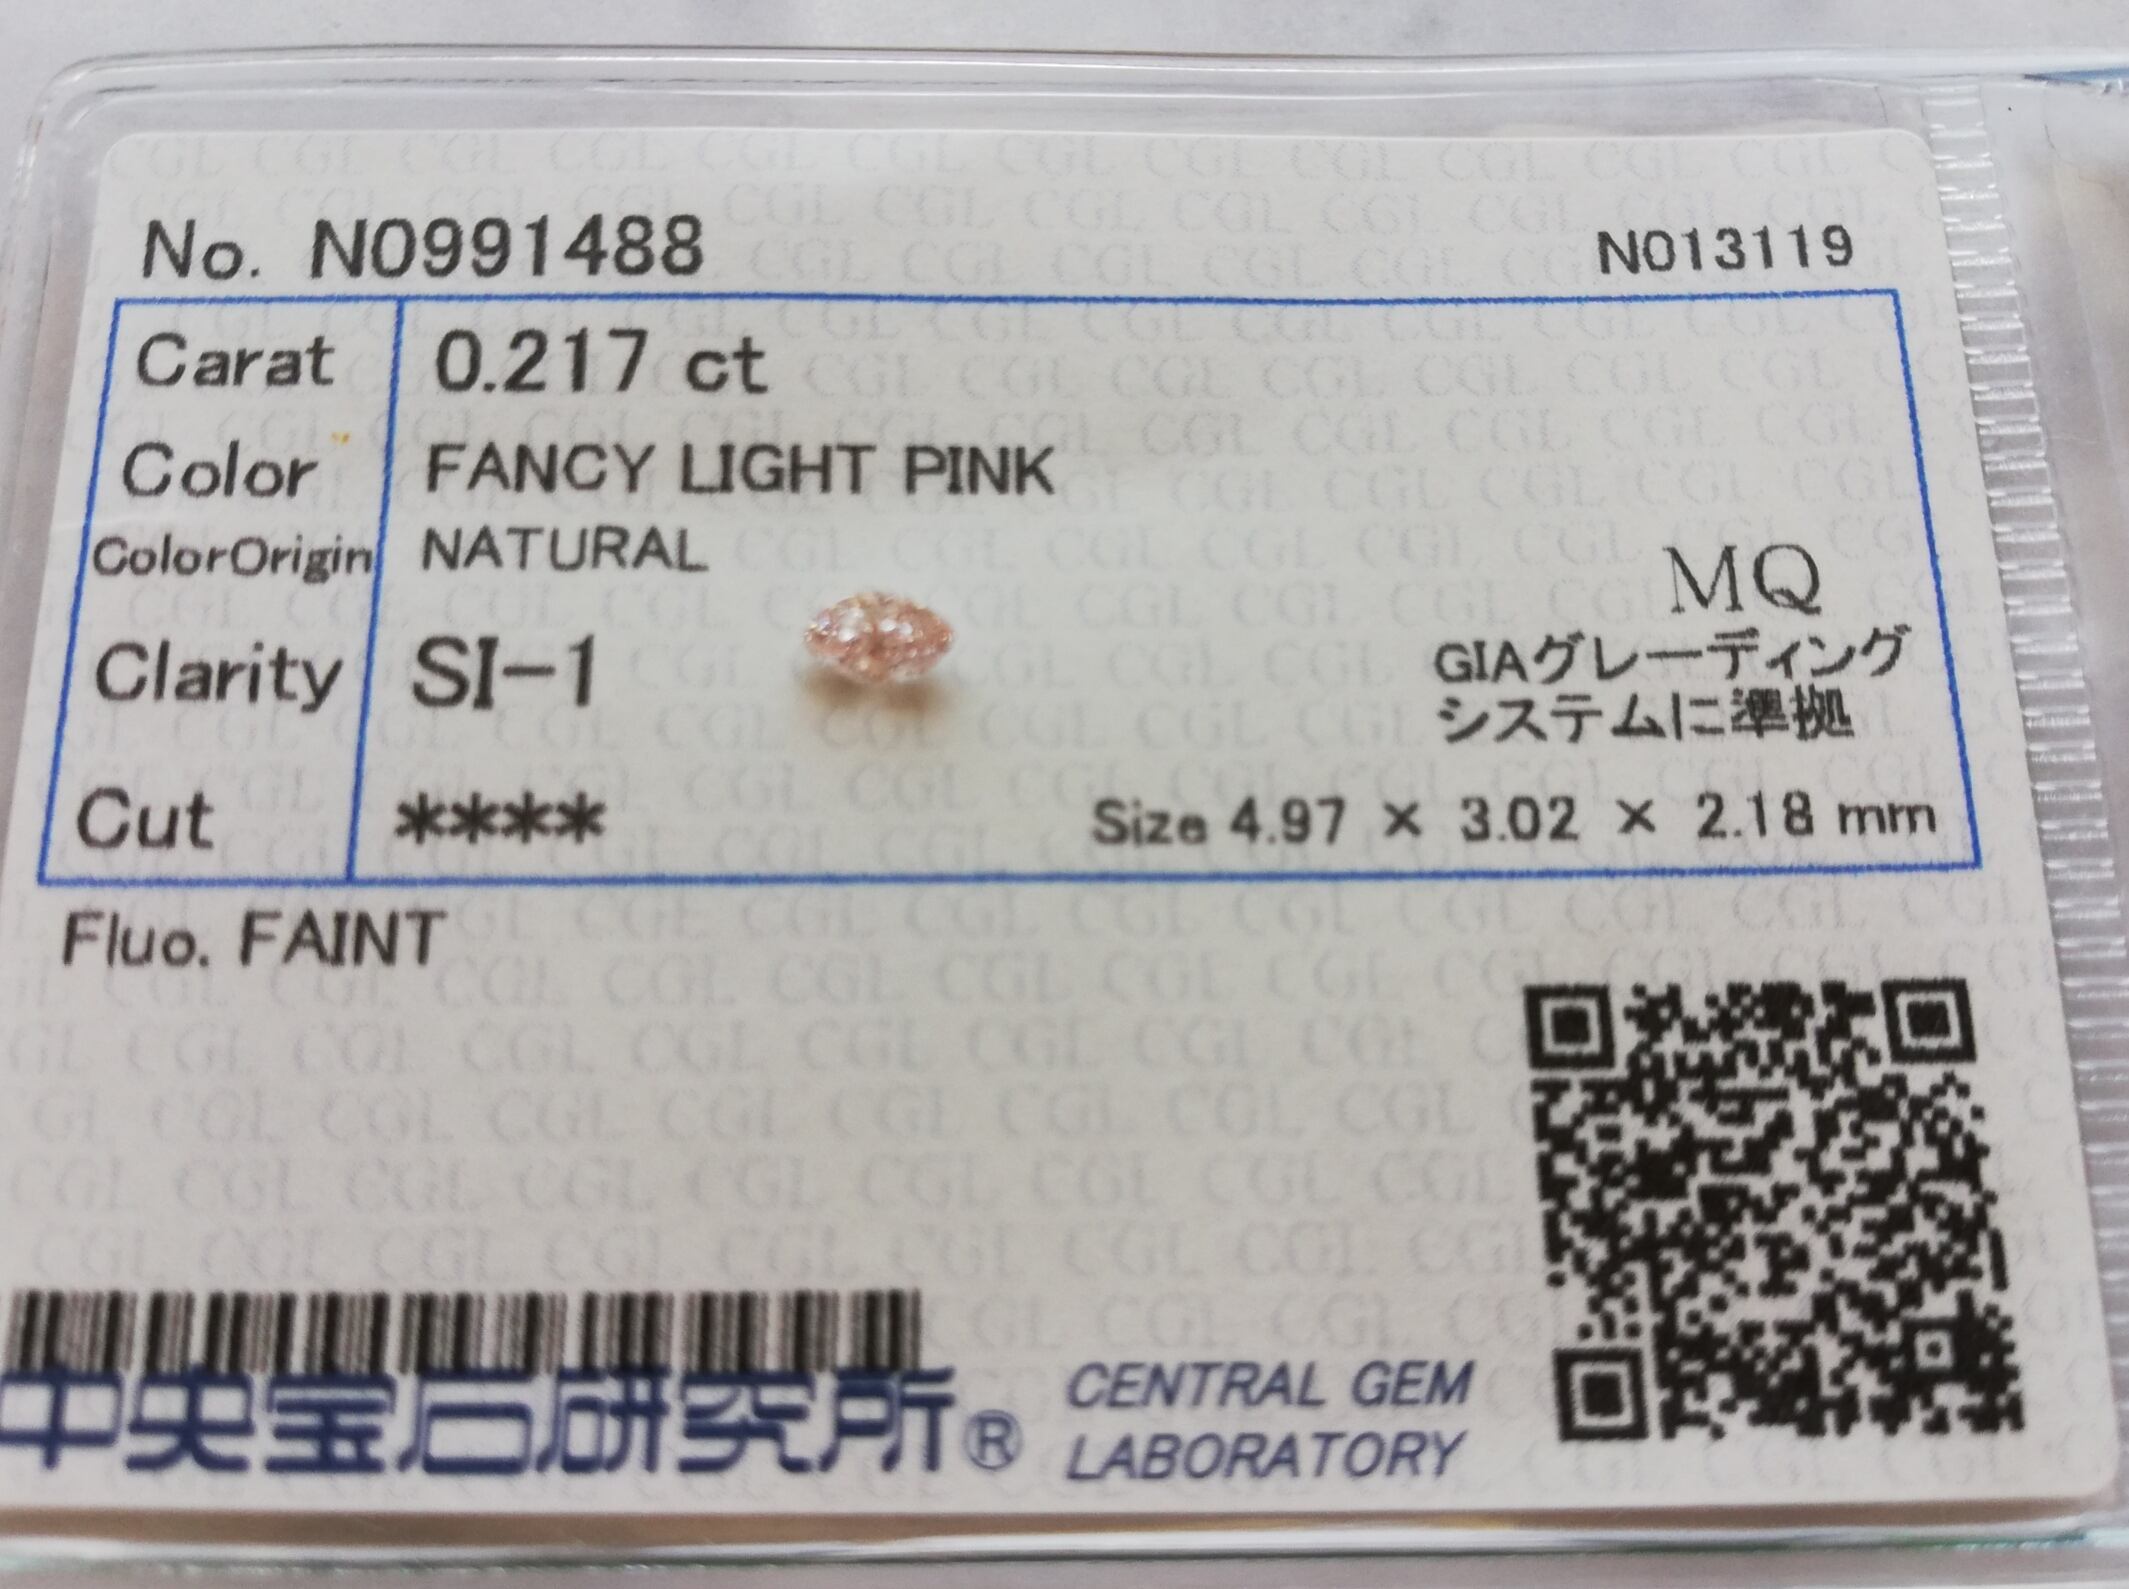 No. N0991488
N013119
Carat 0.217 ct
Color FANCY LIGHT PINK
ColorOrigin NATURAL
MQ
Clarity SI-1
GIAグレーディング
システムに準拠
Cut ****
Size 4.97 × 3.02 × 2.18 mm
Fluo. FAINT
中央宝石研究所®
CENTRAL GEM
LABORATORY